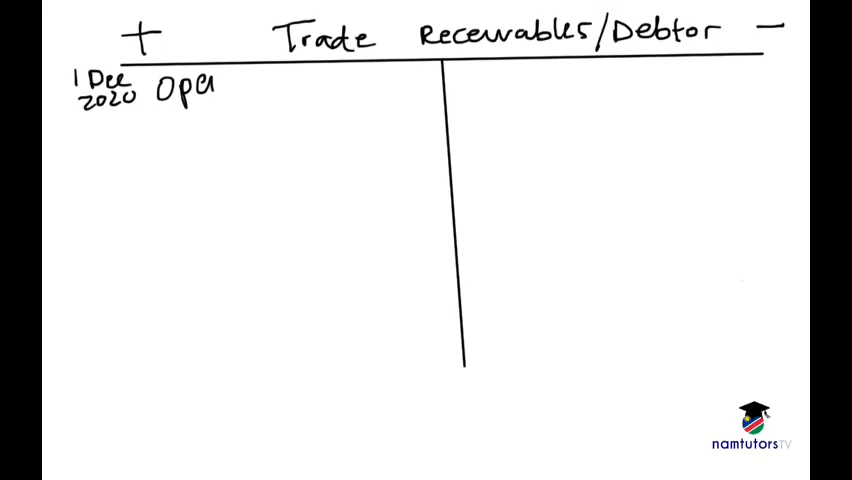 + Trade Receivables/Debtor -
1 Dec
2020 Ope
namtutorsTV